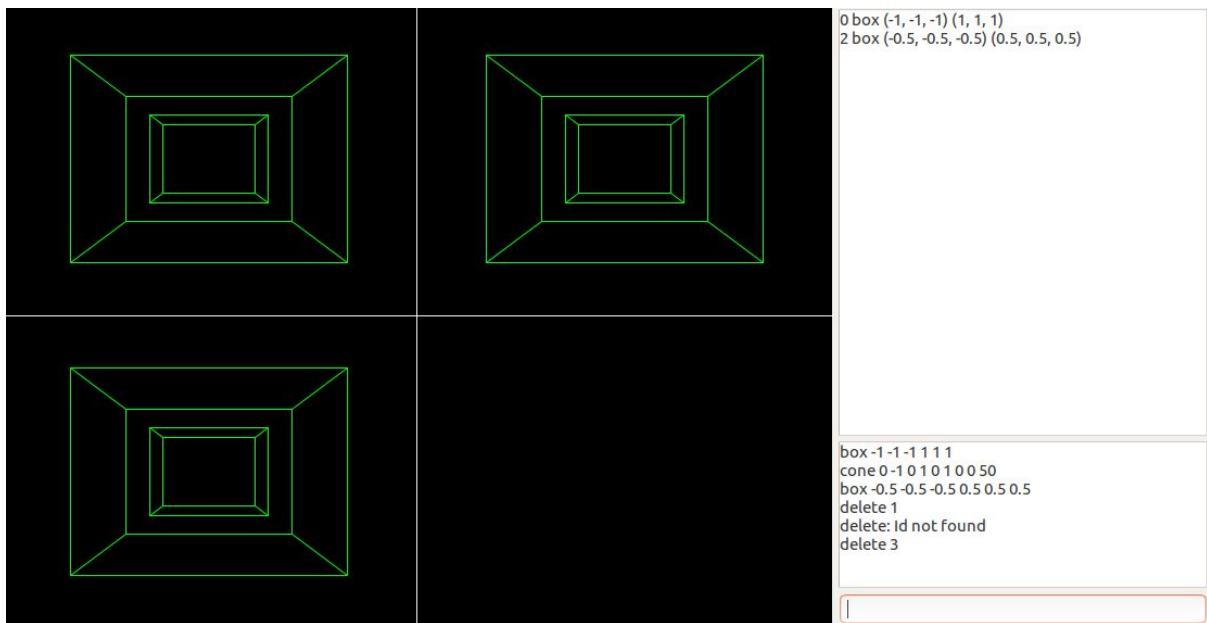 0 box (-1, -1, -1) (1, 1, 1)
2 box (-0.5, -0.5, -0.5) (0.5, 0.5, 0.5)
box -1 -1 -1 1 1 1
cone 0 -1 0 1 0 1 0 0 50
box -0.5 -0.5 -0.5 0.5 0.5 0.5
delete 1
delete: Id not found
delete 3